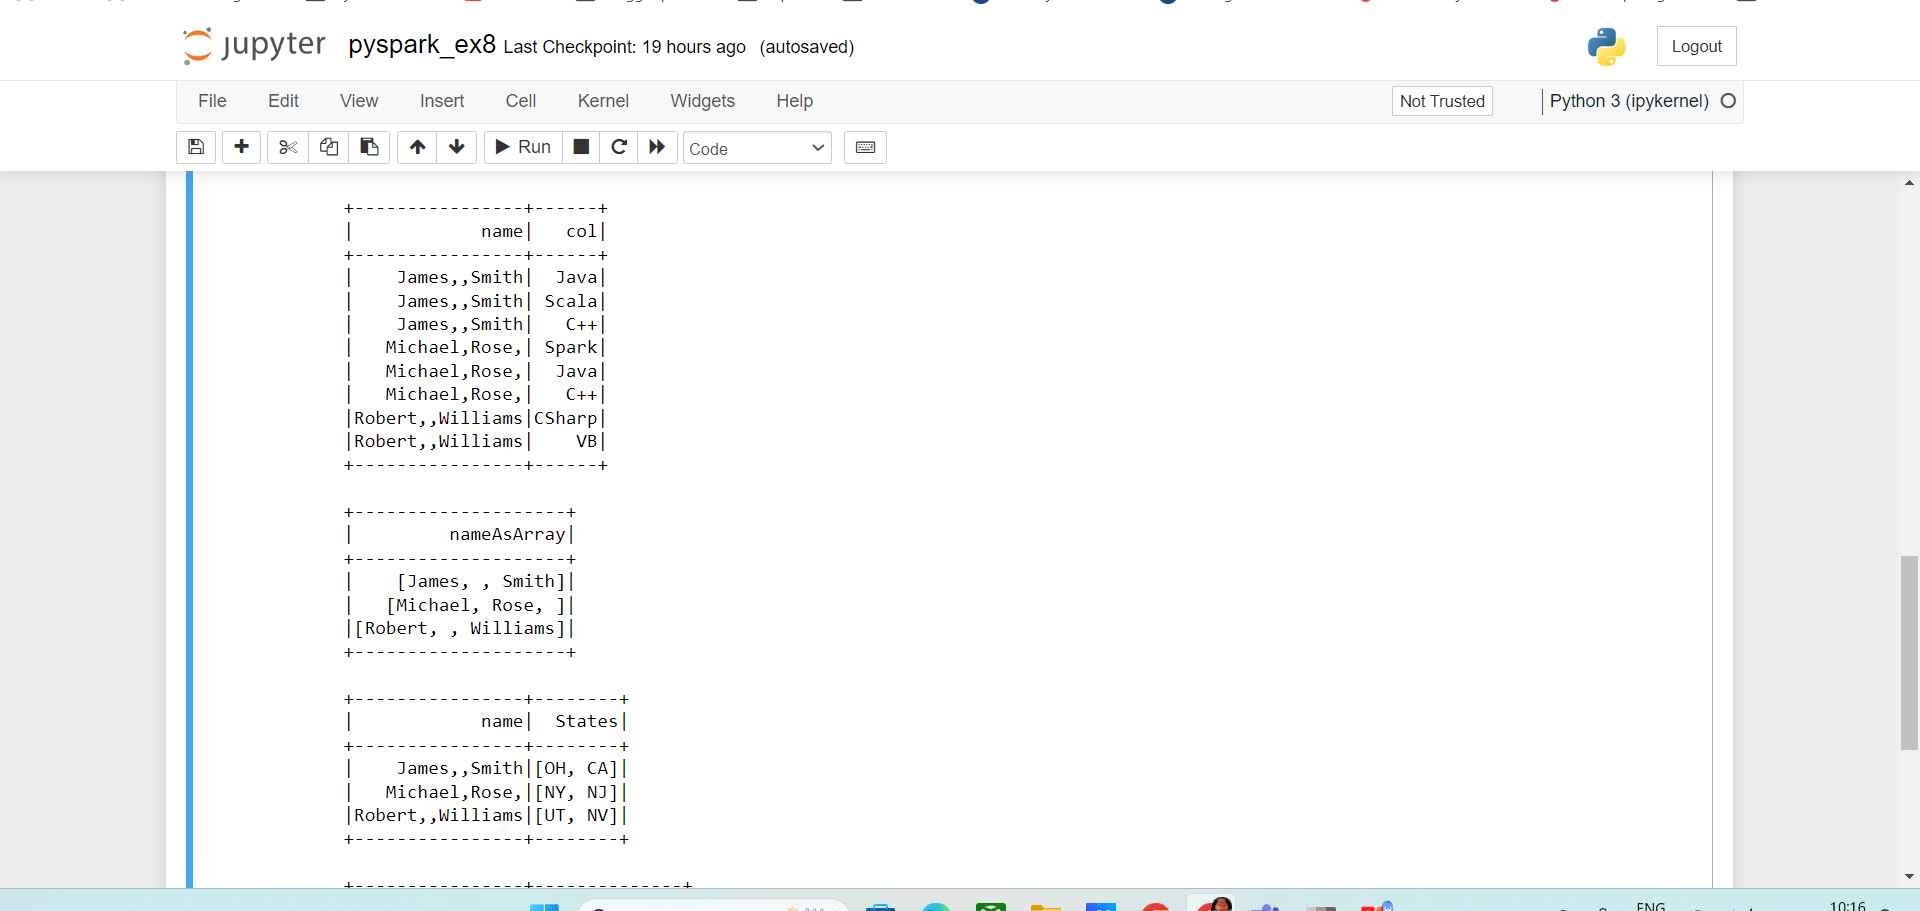 jupyter pyspark_ex8 Last Checkpoint: 19 hours ago (autosaved) Logout
File Edit View Insert Cell Kernel Widgets Help Not Trusted Python 3 (ipykernel)
Run Code
+----------------+------+
|            name|   col|
+----------------+------+
|    James,,Smith|  Java|
|    James,,Smith| Scala|
|    James,,Smith|   C++|
|   Michael,Rose,| Spark|
|   Michael,Rose,|  Java|
|   Michael,Rose,|   C++|
|Robert,,Williams|CSharp|
|Robert,,Williams|    VB|
+----------------+------+
+--------------------+
|         nameAsArray|
+--------------------+
|    [James, , Smith]|
|   [Michael, Rose, ]|
|[Robert, , Williams]|
+--------------------+
+----------------+--------+
|            name|  States|
+----------------+--------+
|    James,,Smith|[OH, CA]|
|   Michael,Rose,|[NY, NJ]|
|Robert,,Williams|[UT, NV]|
+----------------+--------+
+----------------+--------------+
ENG 10:16